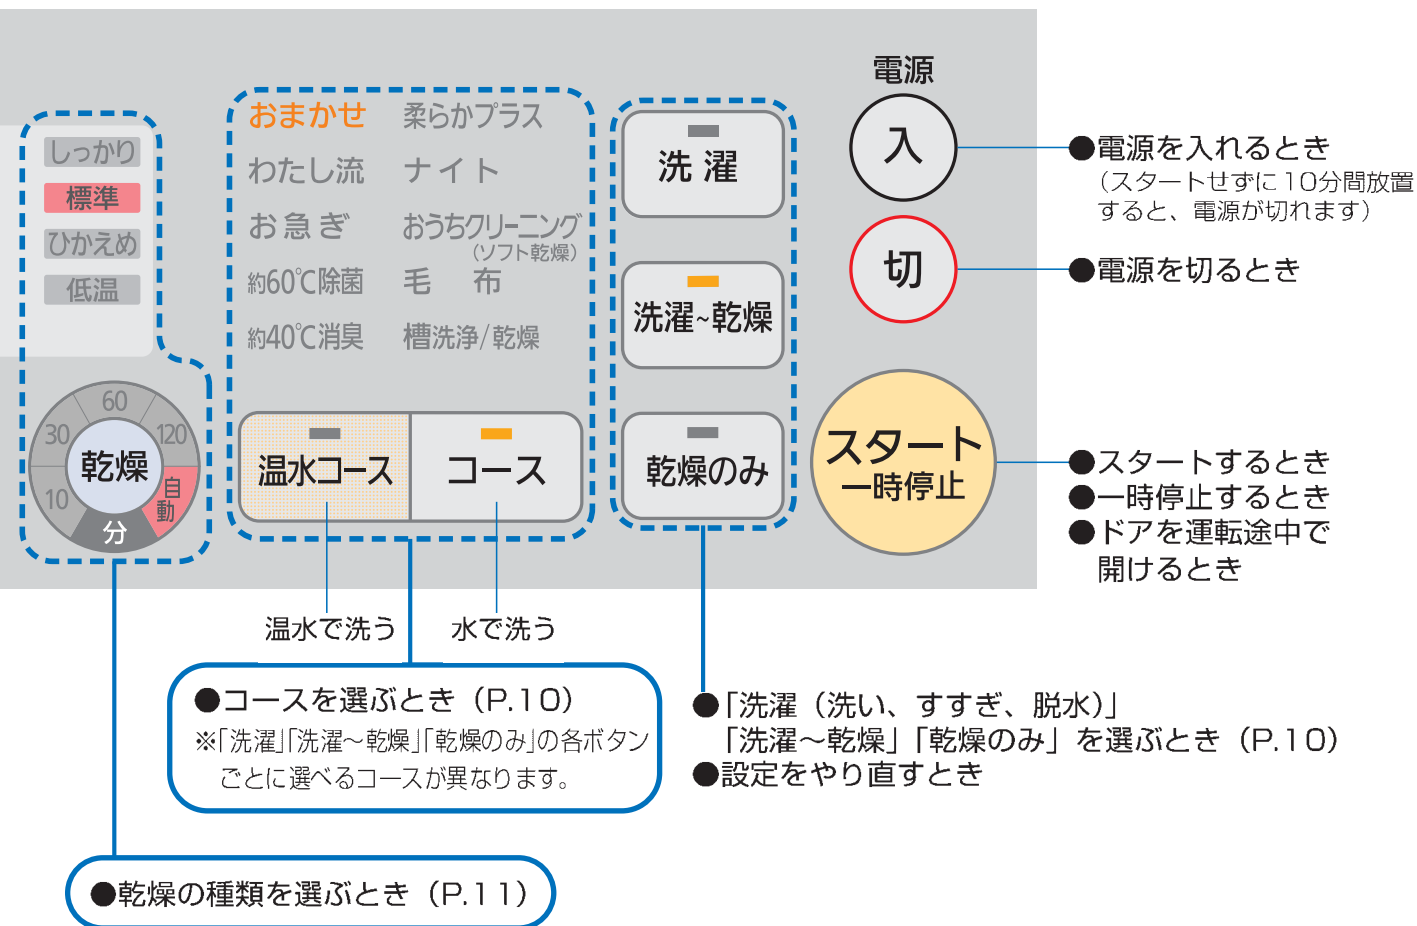 しっかり
標準
ひかえめ
低温
60
30
120
乾燥
10
自動
分
おまかせ
柔らかプラス
わたし流
ナイト
お急ぎ
おうちクリーニング
（ソフト乾燥）
約60℃除菌
毛 布
約40℃消臭
槽洗浄/乾燥
温水コース
コース
温水で洗う
水で洗う
洗濯
洗濯~乾燥
乾燥のみ
電源
入
切
スタート
一時停止
●電源を入れるとき
（スタートせずに10分間放置
すると、電源が切れます）
●電源を切るとき
●スタートするとき
●一時停止するとき
●ドアを運転途中で
開けるとき
●コースを選ぶとき（P.10）
※「洗濯」「洗濯～乾燥」「乾燥のみ」の各ボタン
ごとに選べるコースが異なります。
●「洗濯（洗い、すすぎ、脱水）」
「洗濯～乾燥」「乾燥のみ」を選ぶとき（P.10）
●設定をやり直すとき
●乾燥の種類を選ぶとき（P.11）